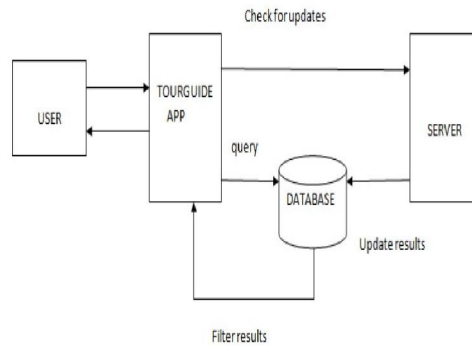 Check for updates
USER
TOURGUIDE
APP
SERVER
query
DATABASE
Update results
Filter results